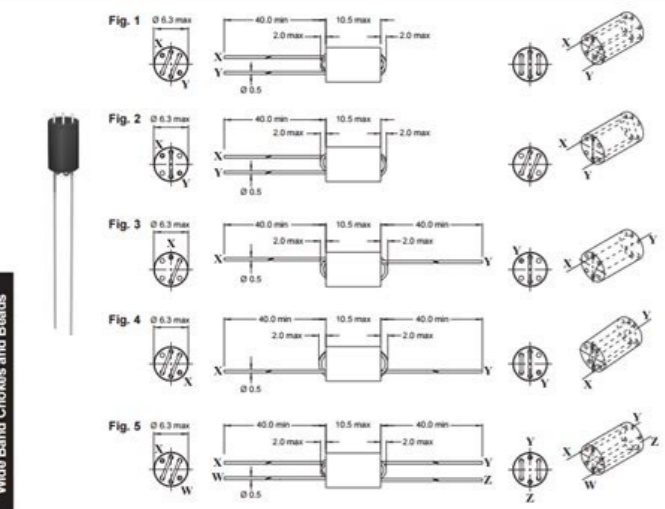 Fig. 1 Ø 6.3 max 40.0 min 10.5 max
2.0 max 2.0 max
X X X
Y Y Y
Ø 0.5
Fig. 2 Ø 6.3 max 40.0 min 10.5 max
2.0 max 2.0 max
X X X
Y Y Y
Ø 0.5
Fig. 3 Ø 6.3 max 40.0 min 10.5 max 40.0 min
2.0 max 2.0 max
X X Y Y X Y
Ø 0.5
Fig. 4 Ø 6.3 max 40.0 min 10.5 max 40.0 min
2.0 max 2.0 max
X X Y Y X Y
Ø 0.5
Fig. 5 Ø 6.3 max 40.0 min 10.5 max 40.0 min
2.0 max 2.0 max
X X Y Y X Y
W W Z Z W Z
Ø 0.5
Wide Band Chokes and Beads